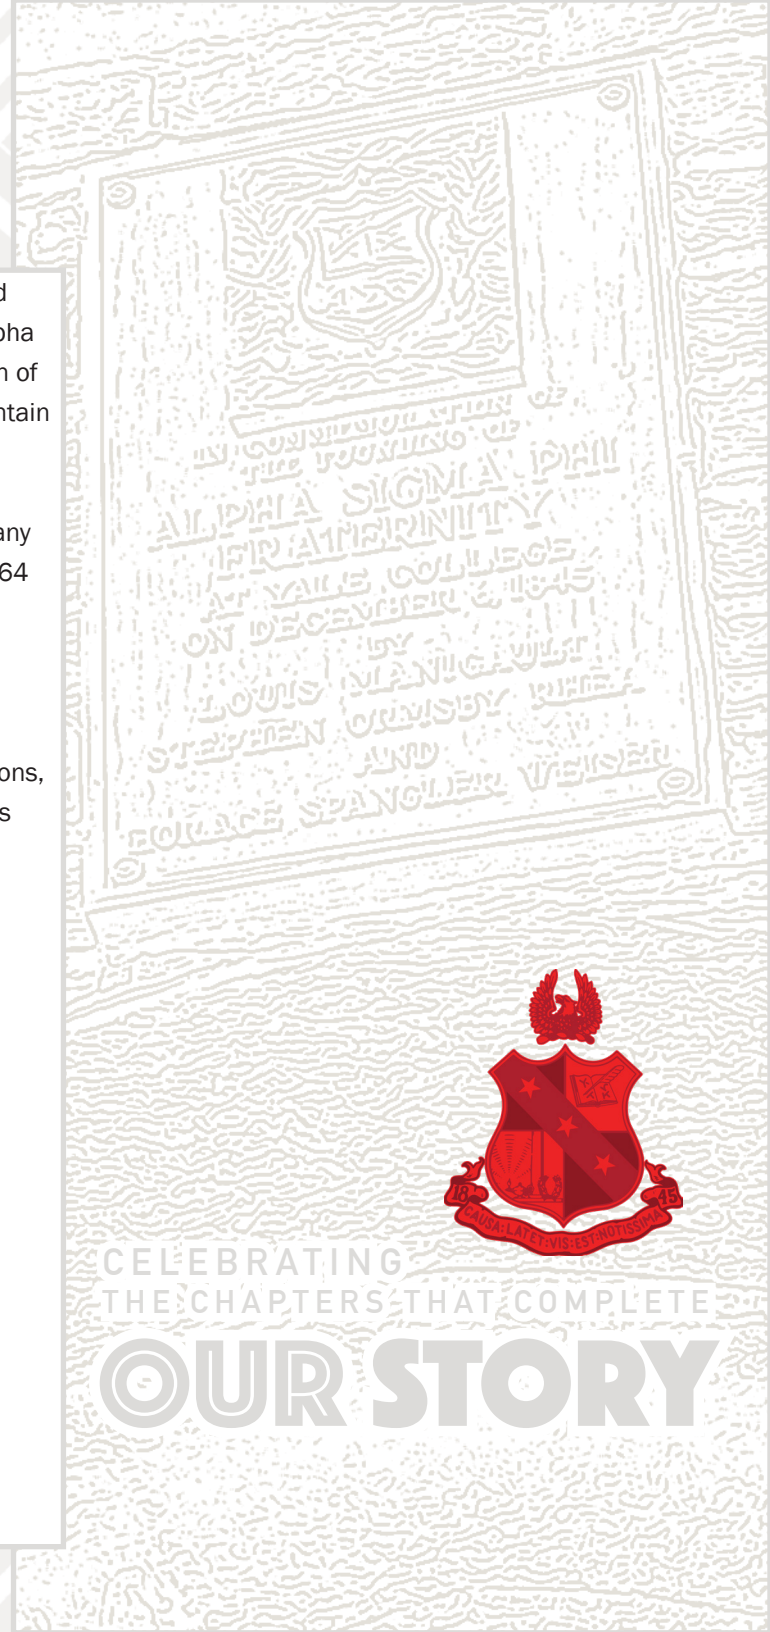 d
pha
n of
ntain
any
64
ons,
s
IN COMMEMORATION OF
THE FOUNDING OF
ALPHA SIGMA PHI
FRATERNITY
AT YALE COLLEGE
ON DECEMBER 6, 1845
BY
LOUIS MANIGAULT
STEPHEN ORMSBY RHEA
AND
HORACE SPANGLER WEISER
18 45
CAUSA:LATET:VIS:EST:NOTISSIMA
CELEBRATING
THE CHAPTERS THAT COMPLETE
OUR STORY